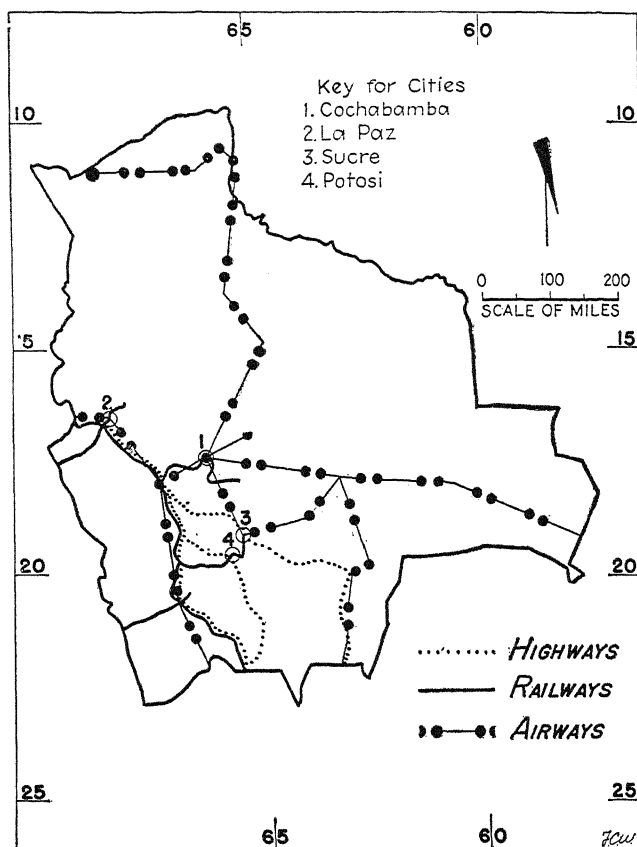 65 60
Key for Cities
1. Cochabamba
2. La Paz
3. Sucre
4. Potosi
10 10
0 100 200
SCALE OF MILES
15 15
2
1
3
4
20 20
HIGHWAYS
RAILWAYS
AIRWAYS
25 25
65 60
JCW.